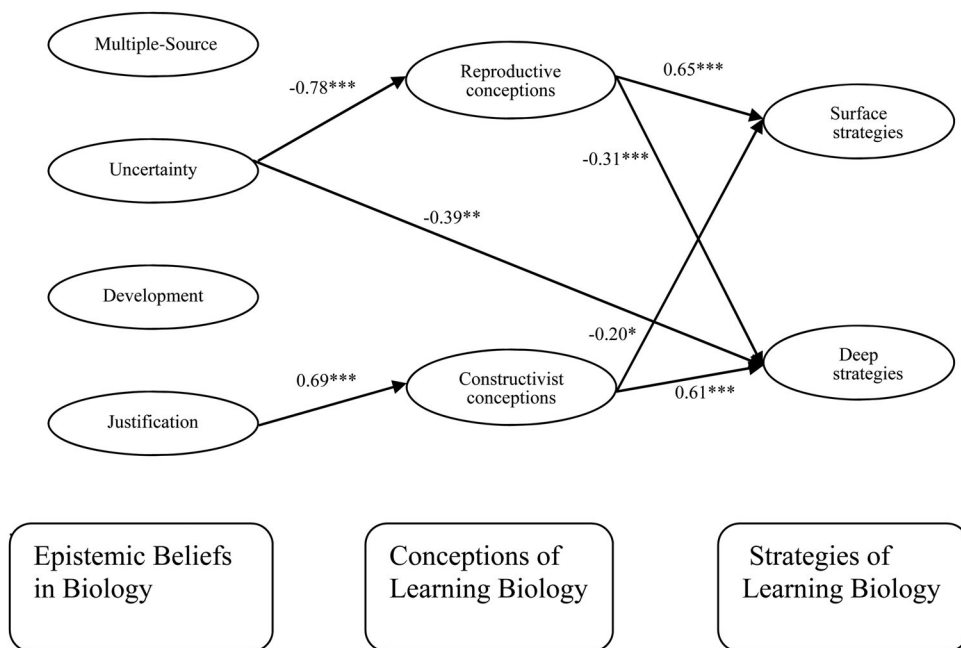 Multiple-Source
Reproductive
conceptions
0.65***
-0.78***
Surface
strategies
Uncertainty
-0.31***
-0.39**
Development
-0.20*
Deep
strategies
0.69***
Constructivist
conceptions
0.61***
Justification
Epistemic Beliefs
in Biology
Conceptions of
Learning Biology
Strategies of
Learning Biology